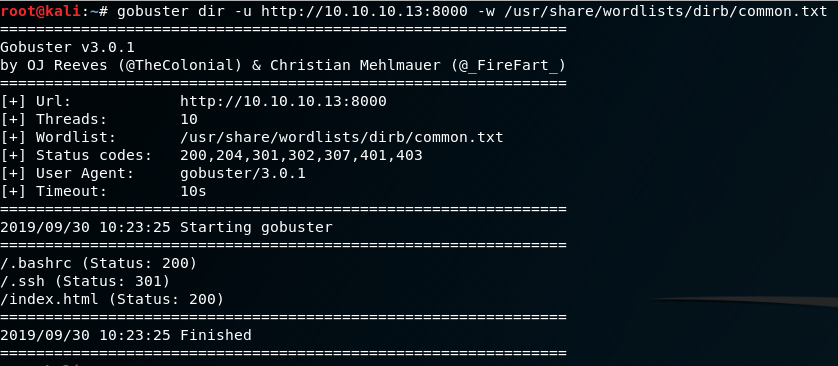 root@kali:~# gobuster dir -u http://10.10.10.13:8000 -w /usr/share/wordlists/dirb/common.txt
===============================================================
Gobuster v3.0.1
by OJ Reeves (@TheColonial) & Christian Mehlmauer (@_FireFart_)
===============================================================
[+] Url:            http://10.10.10.13:8000
[+] Threads:        10
[+] Wordlist:       /usr/share/wordlists/dirb/common.txt
[+] Status codes:   200,204,301,302,307,401,403
[+] User Agent:     gobuster/3.0.1
[+] Timeout:        10s
===============================================================
2019/09/30 10:23:25 Starting gobuster
===============================================================
/.bashrc (Status: 200)
/.ssh (Status: 301)
/index.html (Status: 200)
===============================================================
2019/09/30 10:23:25 Finished
===============================================================